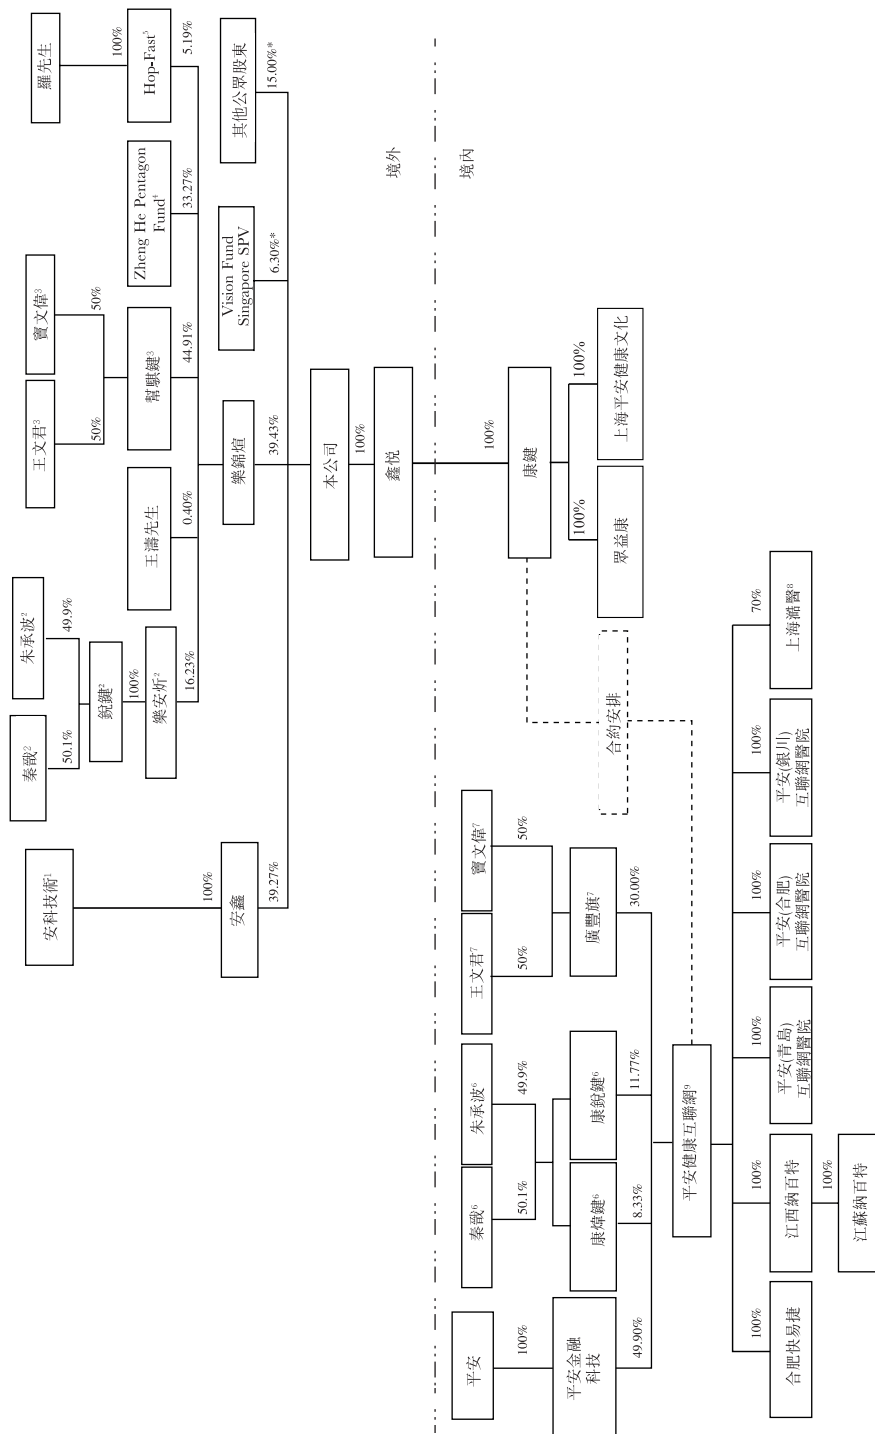 安科技術¹
100%
安鑫
39.27%
秦戩²
50.1%
朱承波²
49.9%
銳鍵²
100%
樂安炘²
16.23%
王濤先生
0.40%
王文君³
50%
竇文偉³
50%
幫騏鍵³
44.91%
Zheng He Pentagon
Fund⁴
33.27%
羅先生
100%
Hop-Fast⁵
5.19%
樂錦煊
39.43%
Vision Fund
Singapore SPV
6.30%*
其他公眾股東
15.00%*
本公司
100%
鑫悅
境外
境內
100%
康鍵
100%
眾益康
100%
上海平安健康文化
合約安排
平安
100%
平安金融
科技
49.90%
秦戩⁶
50.1%
朱承波⁶
49.9%
康煒鍵⁶
8.33%
康銳鍵⁶
11.77%
王文君⁷
50%
竇文偉⁷
50%
廣豐旗⁷
30.00%
平安健康互聯網⁹
100%
合肥快易捷
100%
江西納百特
100%
江蘇納百特
100%
平安(青島)
互聯網醫院
100%
平安(合肥)
互聯網醫院
100%
平安(銀川)
互聯網醫院
70%
上海澔醫⁸